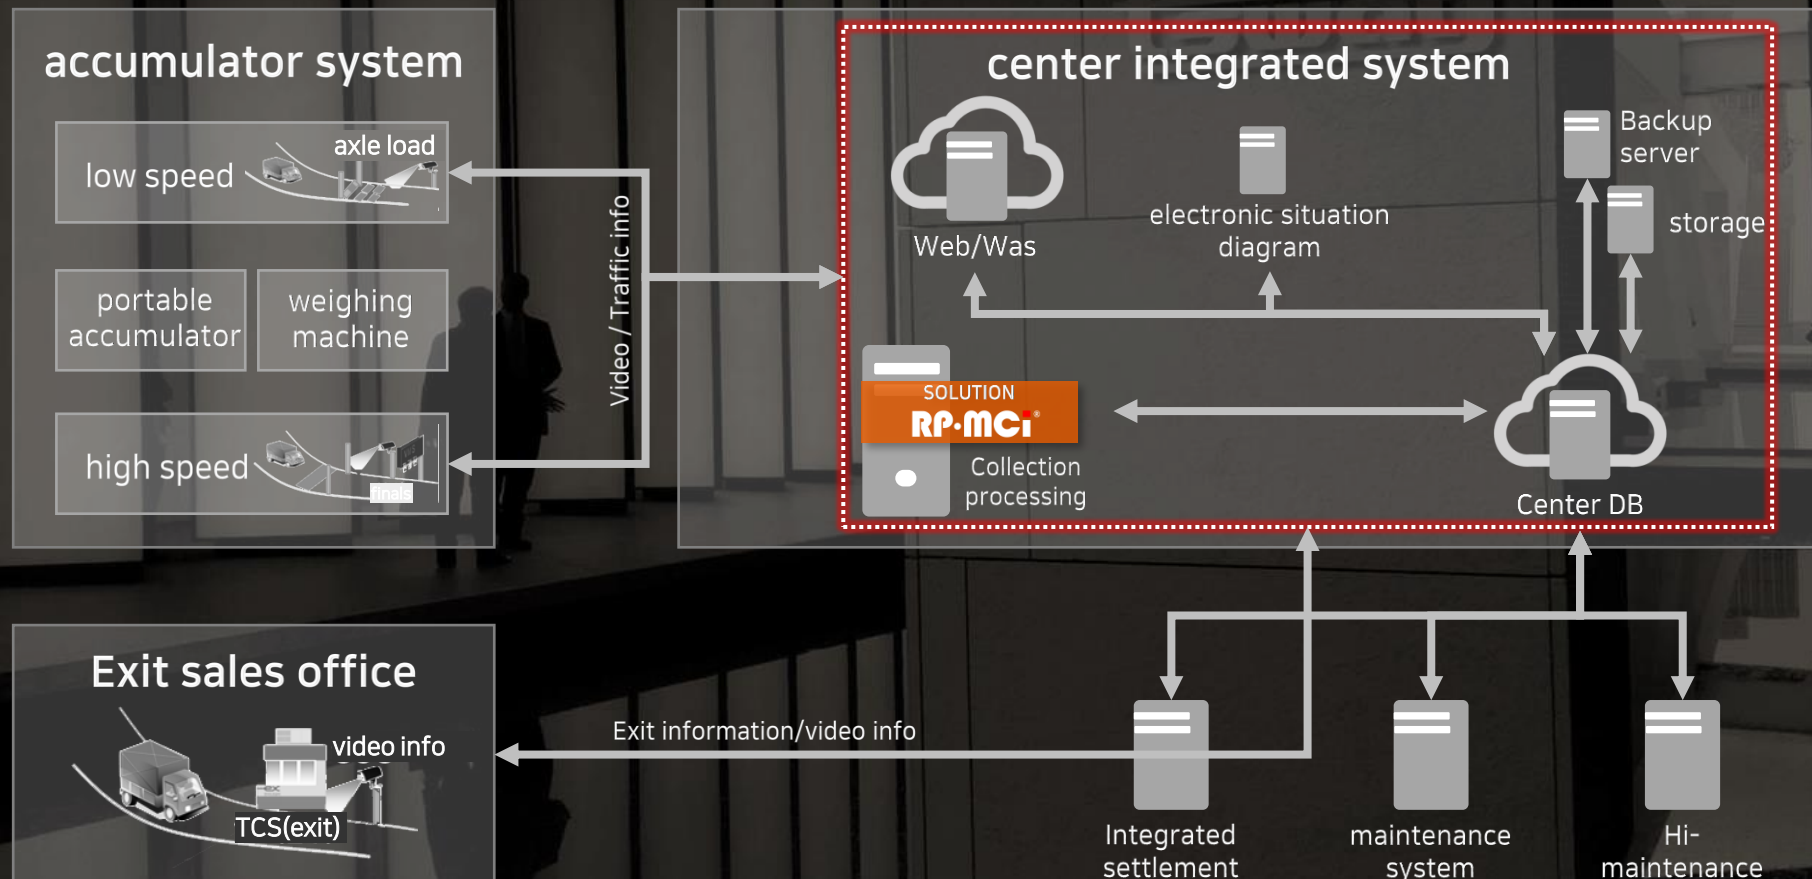 accumulator system
low speed
axle load
portable
accumulator
weighing
machine
high speed
finals
Video / Traffic info
center integrated system
Web/Was
electronic situation
diagram
Backup
server
storage
SOLUTION
RP·MCi®
Collection
processing
Center DB
Exit sales office
video info
TCS(exit)
Exit information/video info
Integrated
settlement
maintenance
system
Hi-
maintenance